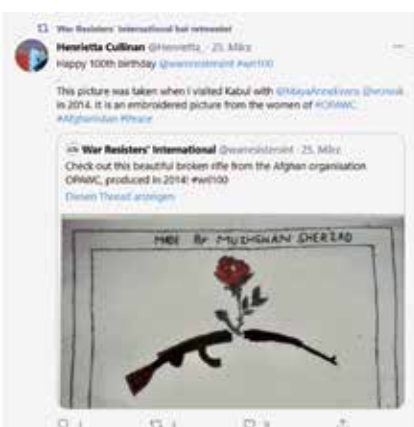 War Resisters' International hat retweetet
Henrietta Cullinan @Henrietta_ · 25. März
Happy 100th birthday @warresistersint #wri100
This picture was taken when I visited Kabul with
in 2014. It is an embroidered picture from the women of #OPAWC
#Afghanistan #Peace
War Resisters' International @warresistersint · 25. März
Check out this beautiful broken rifle from the Afghan organisation
OPAWC, produced in 2014! #wri100
Diesen Thread anzeigen
MADE BY MUZHGHAN SHERZAD